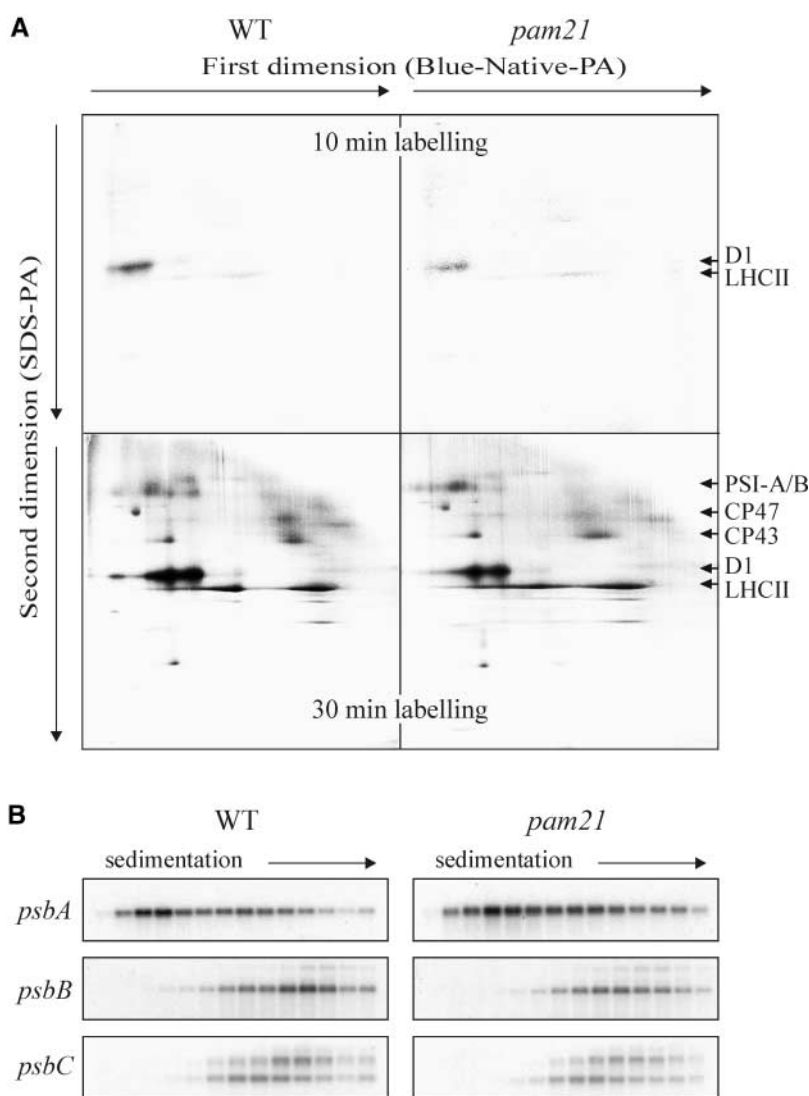 A
WT
pam21
First dimension (Blue-Native-PA)
10 min labelling
D1
LHCII
Second dimension (SDS-PA)
PSI-A/B
CP47
CP43
D1
LHCII
30 min labelling
B
WT
pam21
sedimentation
sedimentation
psbA
psbB
psbC